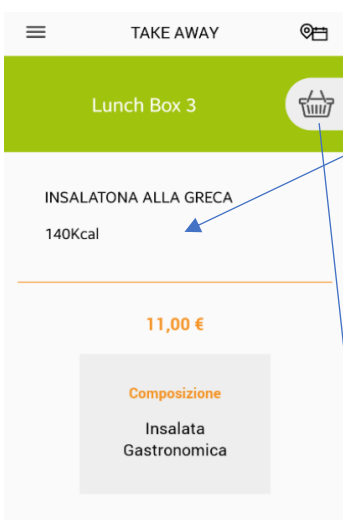 TAKE AWAY
Lunch Box 3
INSALATONA ALLA GRECA
140Kcal
11,00 €
Composizione
Insalata
Gastronomica